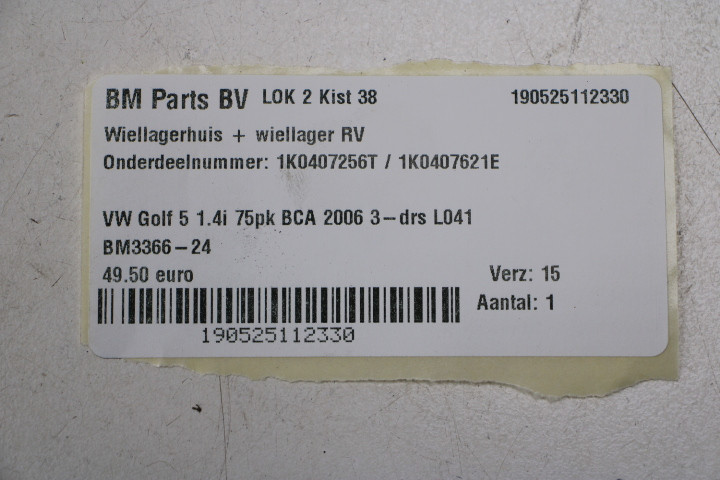 BM Parts BV LOK 2 Kist 38 190525112330
Wiellagerhuis + wiellager RV
Onderdeelnummer: 1K0407256T / 1K0407621E
VW Golf 5 1.4i 75pk BCA 2006 3-drs L041
BM3366-24
49.50 euro Verz: 15
Aantal: 1
190525112330